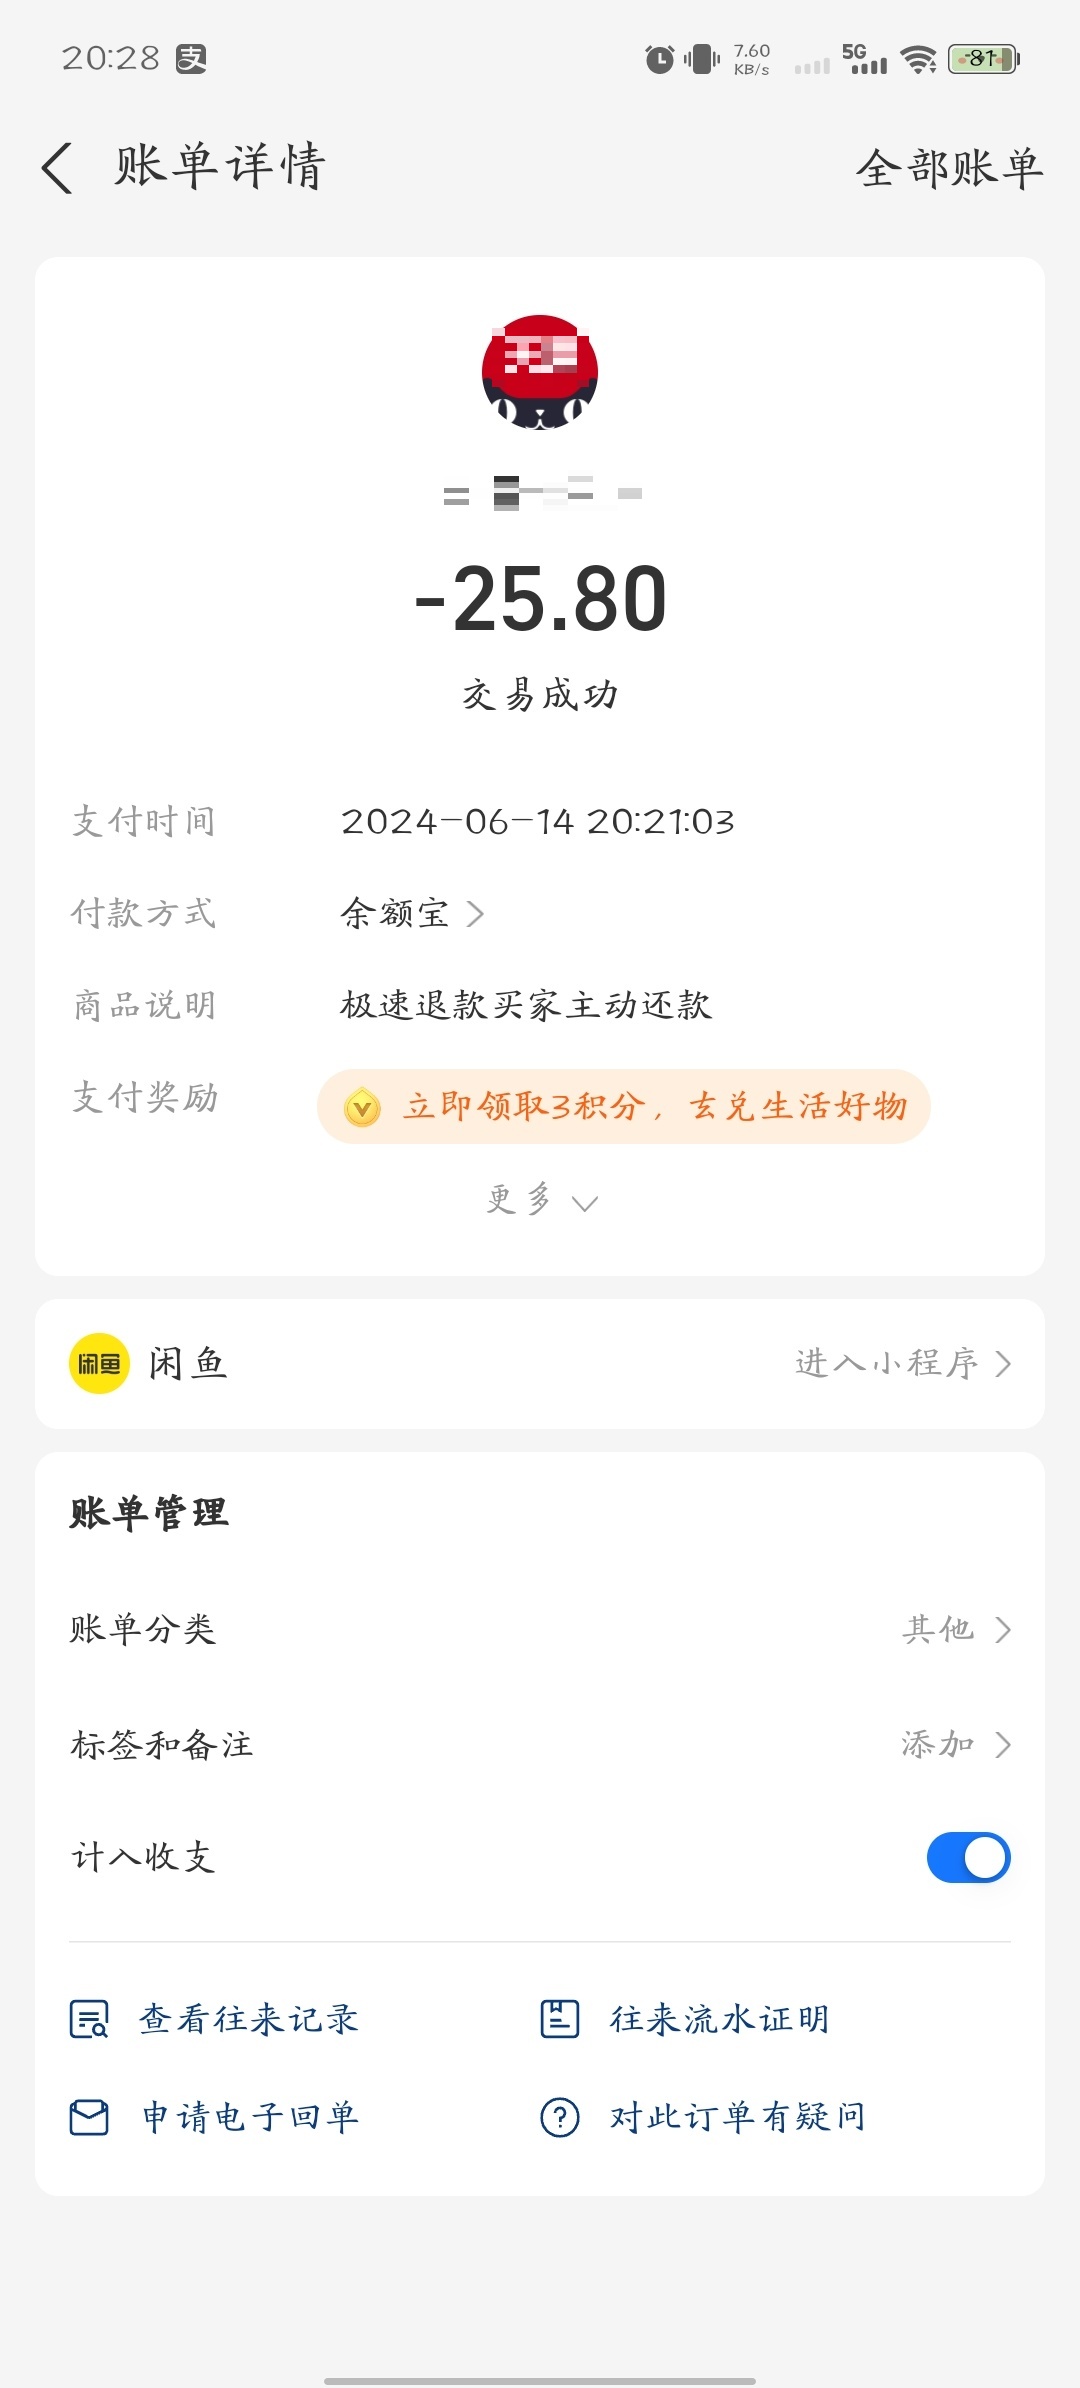 20:28 支 7.60 KB/s 5G 81
账单详情 全部账单
-25.80
交易成功
支付时间 2024-06-14 20:21:03
付款方式 余额宝
商品说明 极速退款买家主动还款
支付奖励 立即领取3积分，去兑生活好物
更多
闲鱼 闲鱼 进入小程序
账单管理
账单分类 其他
标签和备注 添加
计入收支
查看往来记录 往来流水证明
申请电子回单 对此订单有疑问